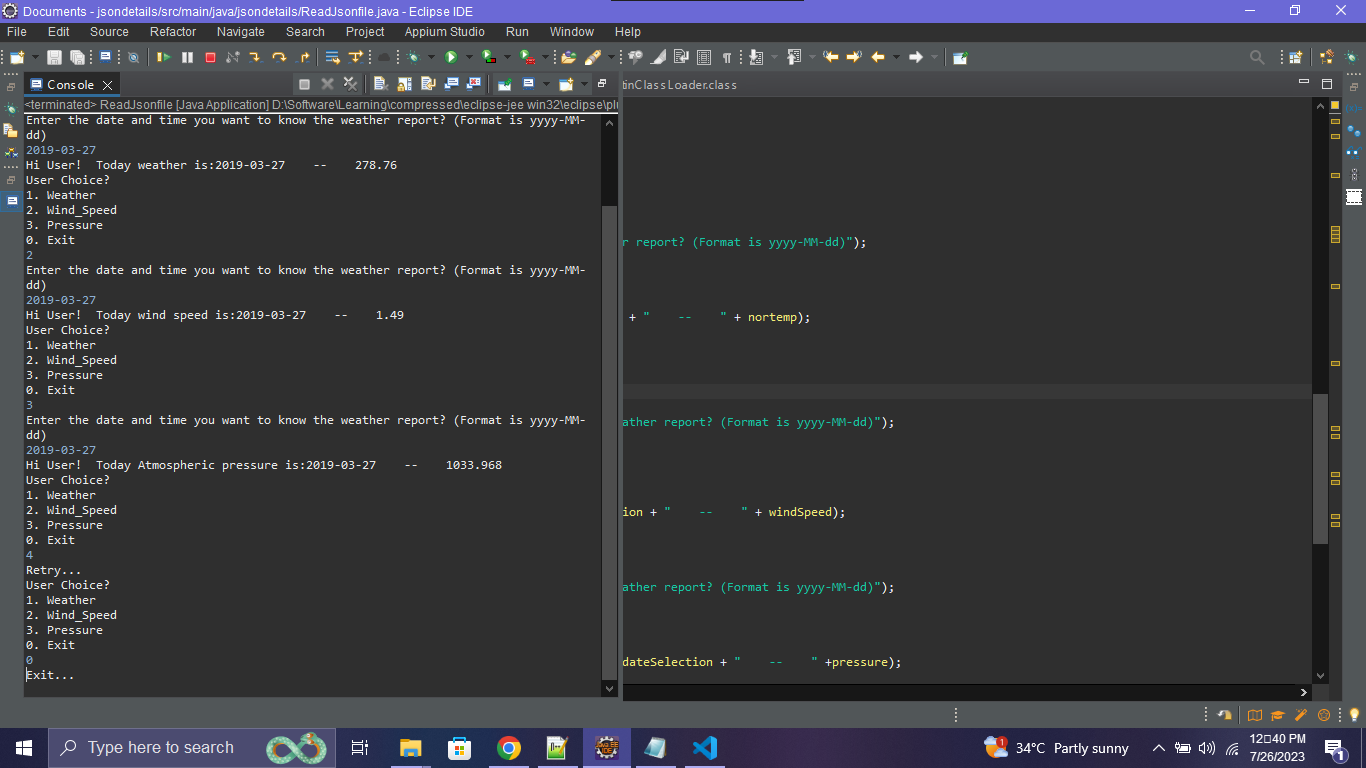 Documents - jsondetails/src/main/java/jsondetails/ReadJsonfile.java - Eclipse IDE
File Edit Source Refactor Navigate Search Project Appium Studio Run Window Help
Console
tinClassLoader.class
<terminated> ReadJsonfile [Java Application] D:\Software\Learning\compressed\eclipse-jee win32\eclipse\plu
Enter the date and time you want to know the weather report? (Format is yyyy-MM-
dd)
2019-03-27
Hi User!  Today weather is:2019-03-27    --    278.76
User Choice?
1. Weather
2. Wind_Speed
3. Pressure
0. Exit
2
Enter the date and time you want to know the weather report? (Format is yyyy-MM-
dd)
2019-03-27
Hi User!  Today wind speed is:2019-03-27    --    1.49
User Choice?
1. Weather
2. Wind_Speed
3. Pressure
0. Exit
3
Enter the date and time you want to know the weather report? (Format is yyyy-MM-
dd)
2019-03-27
Hi User!  Today Atmospheric pressure is:2019-03-27    --    1033.968
User Choice?
1. Weather
2. Wind_Speed
3. Pressure
0. Exit
4
Retry...
User Choice?
1. Weather
2. Wind_Speed
3. Pressure
0. Exit
0
Exit...
r report? (Format is yyyy-MM-dd)");
+ "    --    " + nortemp);
ather report? (Format is yyyy-MM-dd)");
ion + "    --    " + windSpeed);
ather report? (Format is yyyy-MM-dd)");
dateSelection + "    --    " +pressure);
Type here to search
34°C Partly sunny
12▯40 PM
7/26/2023
1
1